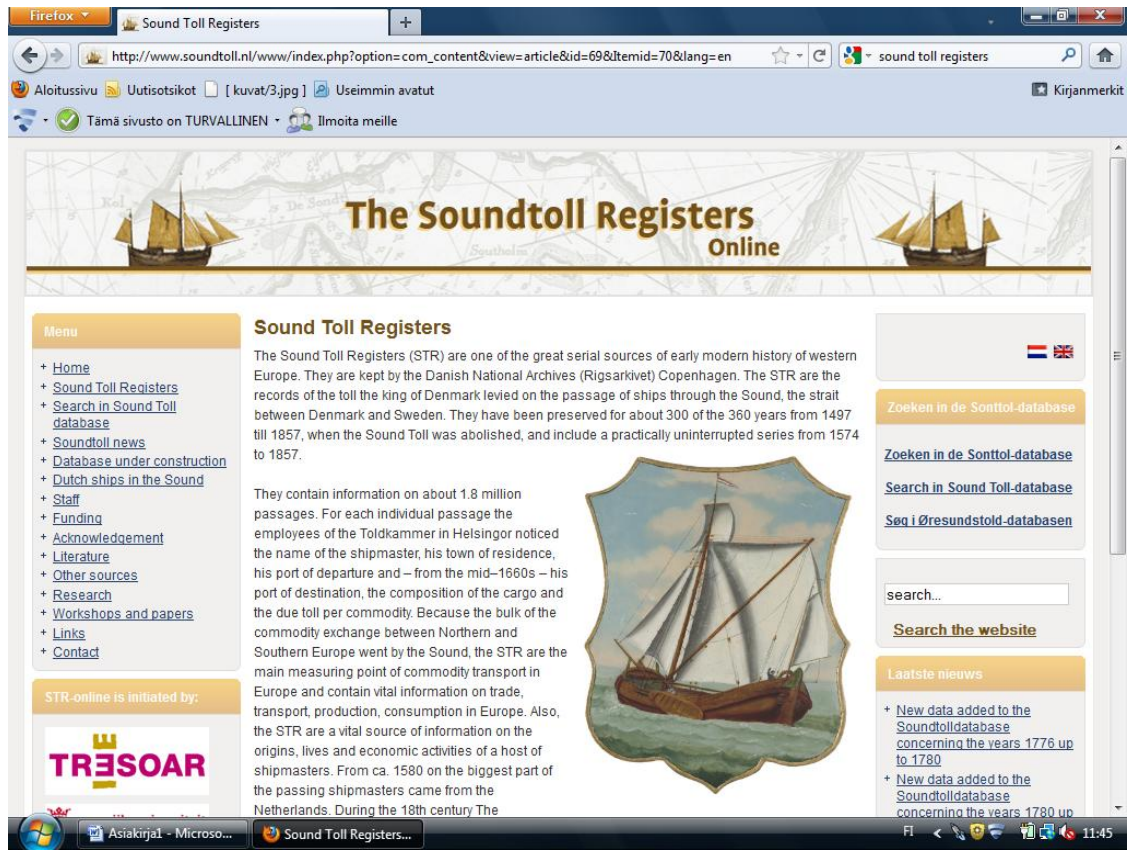 Firefox
Sound Toll Registers
http://www.soundtoll.nl/www/index.php?option=com_content&view=article&id=69&Itemid=70&lang=en
sound toll registers
Aloitussivu
Uutisotsikot
[ kuvat/3.jpg ]
Useimmin avatut
Kirjanmerkit
Tämä sivusto on TURVALLINEN
Ilmoita meille
The Soundtoll Registers
Online
Menu
+ Home
+ Sound Toll Registers
+ Search in Sound Toll
database
+ Soundtoll news
+ Database under construction
+ Dutch ships in the Sound
+ Staff
+ Funding
+ Acknowledgement
+ Literature
+ Other sources
+ Research
+ Workshops and papers
+ Links
+ Contact
STR-online is initiated by:
TRESOAR
Sound Toll Registers
The Sound Toll Registers (STR) are one of the great serial sources of early modern history of western
Europe. They are kept by the Danish National Archives (Rigsarkivet) Copenhagen. The STR are the
records of the toll the king of Denmark levied on the passage of ships through the Sound, the strait
between Denmark and Sweden. They have been preserved for about 300 of the 360 years from 1497
till 1857, when the Sound Toll was abolished, and include a practically uninterrupted series from 1574
to 1857.
They contain information on about 1.8 million
passages. For each individual passage the
employees of the Toldkammer in Helsingor noticed
the name of the shipmaster, his town of residence,
his port of departure and – from the mid–1660s – his
port of destination, the composition of the cargo and
the due toll per commodity. Because the bulk of the
commodity exchange between Northern and
Southern Europe went by the Sound, the STR are the
main measuring point of commodity transport in
Europe and contain vital information on trade,
transport, production, consumption in Europe. Also,
the STR are a vital source of information on the
origins, lives and economic activities of a host of
shipmasters. From ca. 1580 on the biggest part of
the passing shipmasters came from the
Netherlands. During the 18th century The
Zoeken in de Sonttol-database
Zoeken in de Sonttol-database
Search in Sound Toll-database
Søg i Øresundstold-databasen
search...
Search the website
Laatste nieuws
+ New data added to the
Soundtolldatabase
concerning the years 1776 up
to 1780
+ New data added to the
Soundtolldatabase
concerning the years 1780 up
Asiakirja1 - Microso...
Sound Toll Registers...
FI
11:45